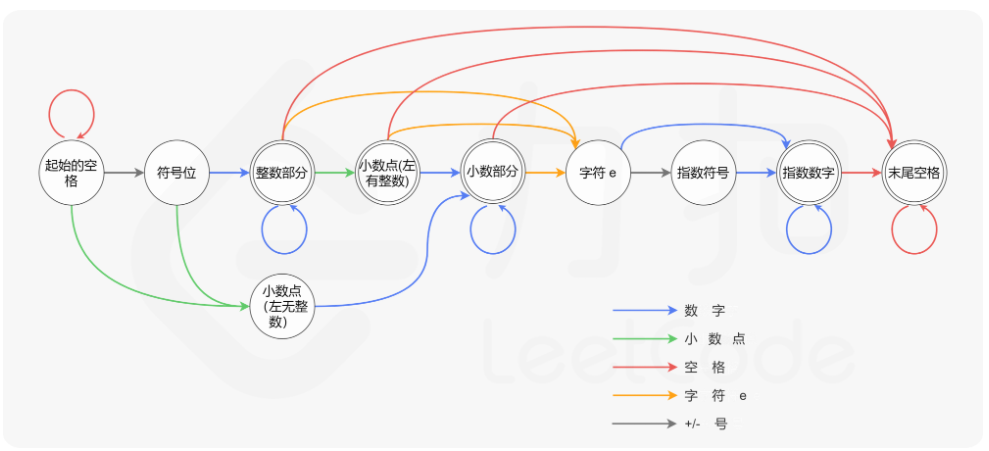 起始的空
格
符号位
整数部分
小数点(左
有整数)
小数部分
字符 e
指数符号
指数数字
末尾空格
小数点
(左无整
数)
数 字
小 数 点
空 格
字 符 e
+/- 号
力扣
LeetCode